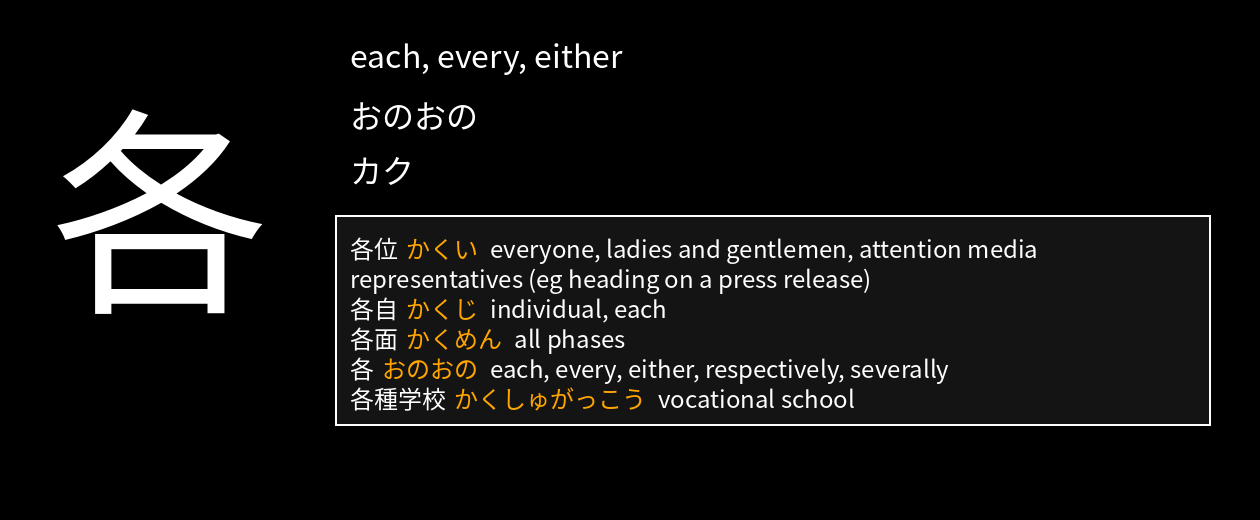 各
each, every, either
おのおの
カク
各位 かくい everyone, ladies and gentlemen, attention media
representatives (eg heading on a press release)
各自 かくじ individual, each
各面 かくめん all phases
各 おのおの each, every, either, respectively, severally
各種学校 かくしゅがっこう vocational school